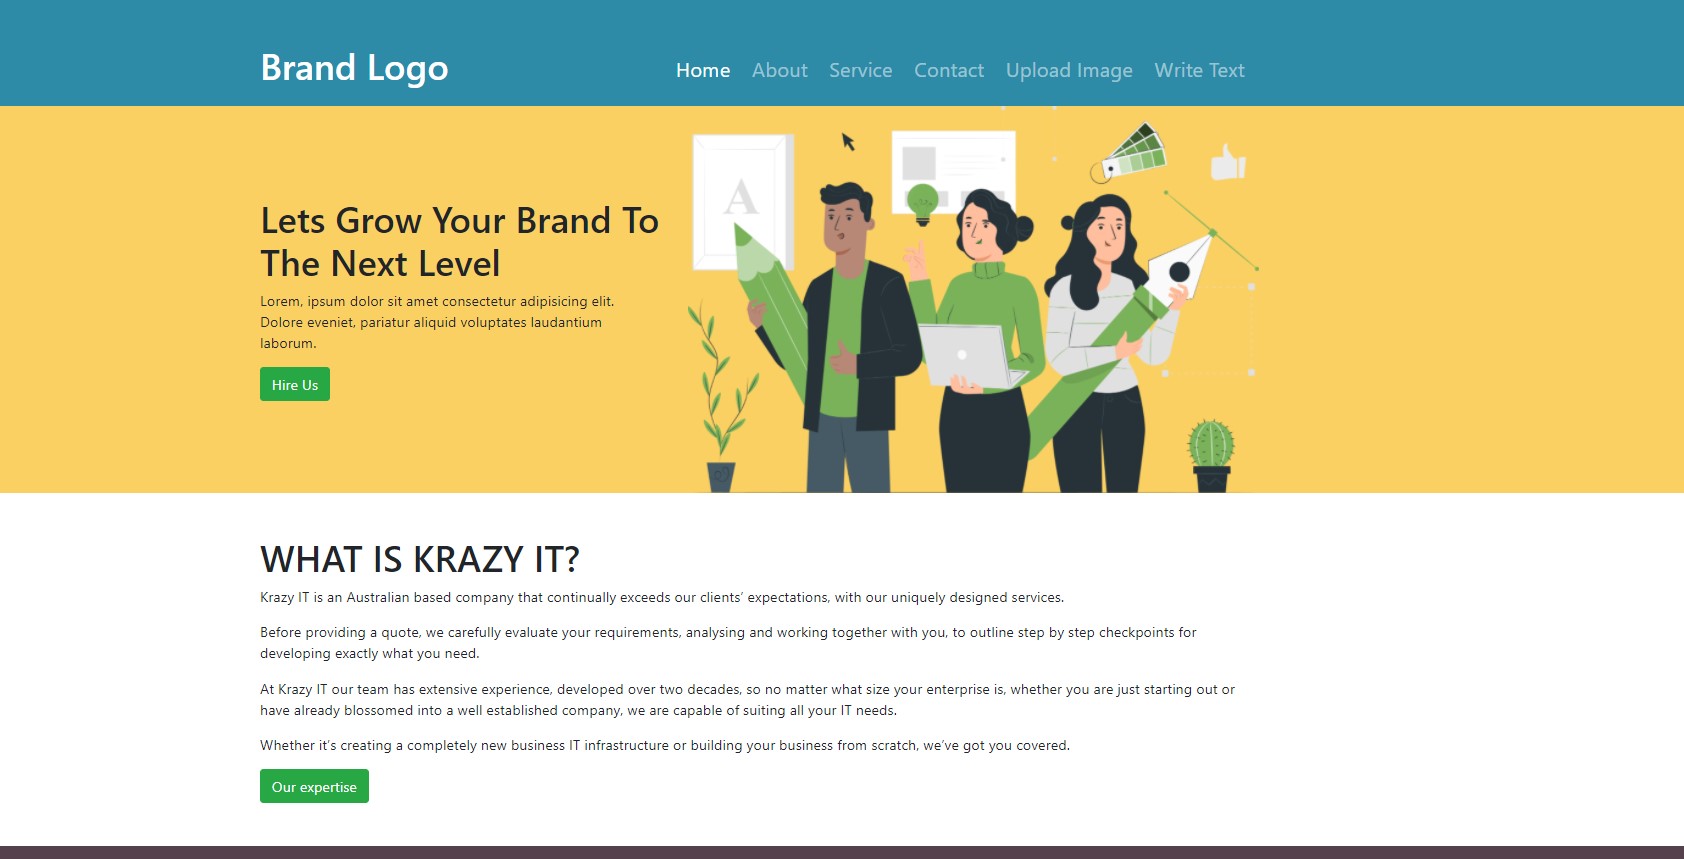 Brand Logo
Home About Service Contact Upload Image Write Text
A
Lets Grow Your Brand To
The Next Level
Lorem, ipsum dolor sit amet consectetur adipisicing elit.
Dolore eveniet, pariatur aliquid voluptates laudantium
laborum.
Hire Us
WHAT IS KRAZY IT?
Krazy IT is an Australian based company that continually exceeds our clients’ expectations, with our uniquely designed services.
Before providing a quote, we carefully evaluate your requirements, analysing and working together with you, to outline step by step checkpoints for
developing exactly what you need.
At Krazy IT our team has extensive experience, developed over two decades, so no matter what size your enterprise is, whether you are just starting out or
have already blossomed into a well established company, we are capable of suiting all your IT needs.
Whether it’s creating a completely new business IT infrastructure or building your business from scratch, we’ve got you covered.
Our expertise